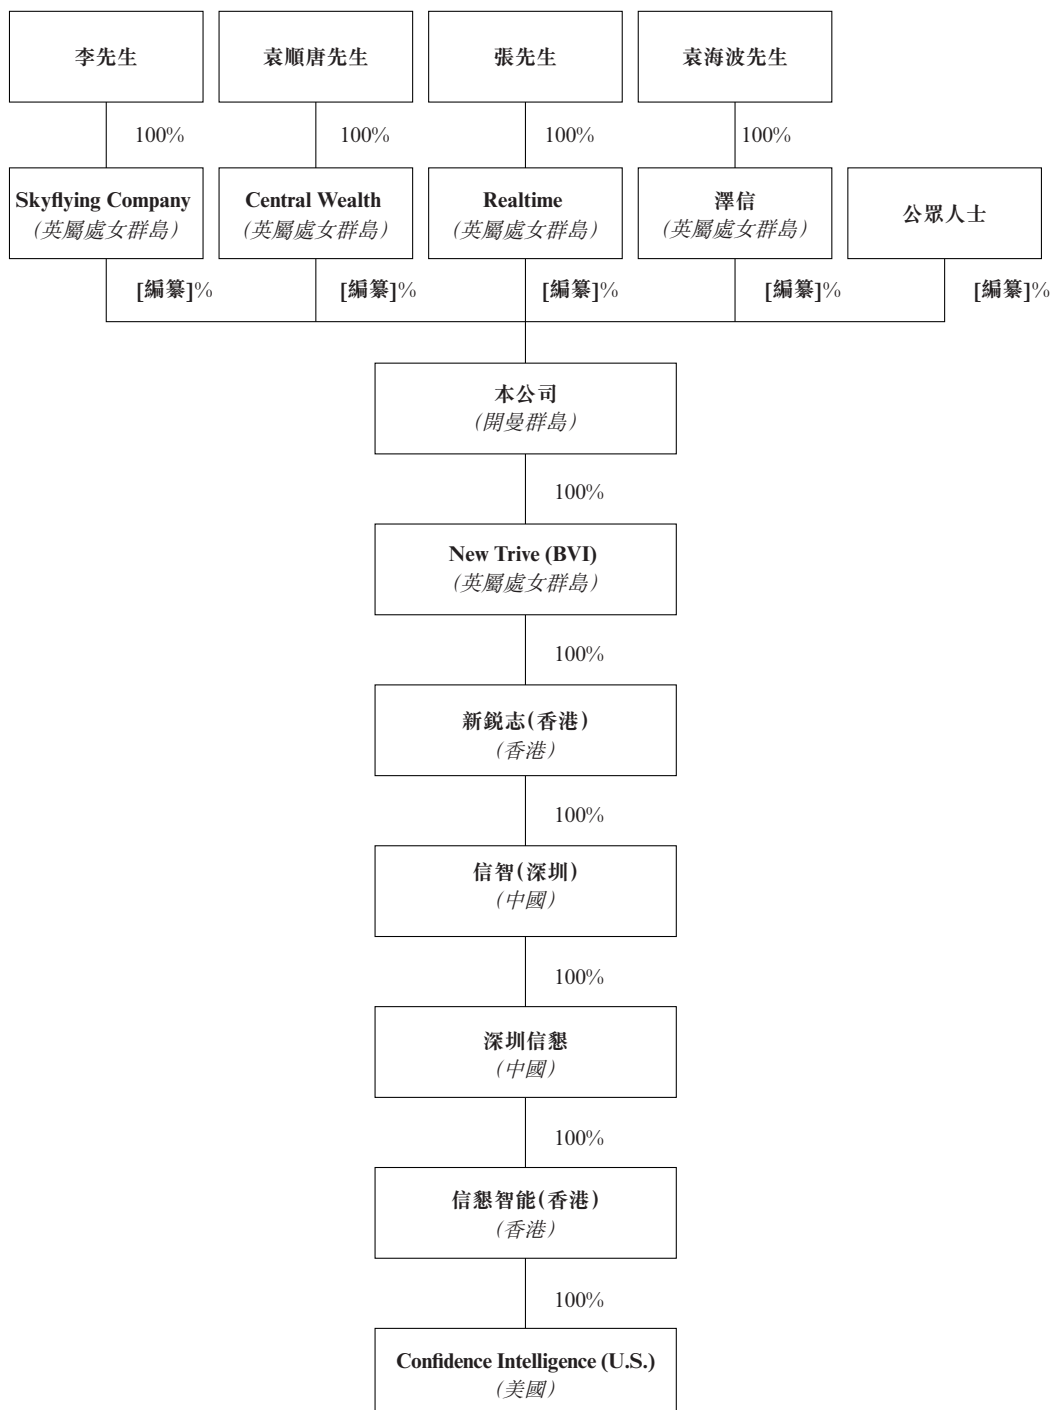 李先生
袁順唐先生
張先生
袁海波先生
100%
100%
100%
100%
Skyflying Company
(英屬處女群島)
Central Wealth
(英屬處女群島)
Realtime
(英屬處女群島)
澤信
(英屬處女群島)
公眾人士
[編纂]%
[編纂]%
[編纂]%
[編纂]%
[編纂]%
本公司
(開曼群島)
100%
New Trive (BVI)
(英屬處女群島)
100%
新銳志(香港)
(香港)
100%
信智(深圳)
(中國)
100%
深圳信懇
(中國)
100%
信懇智能(香港)
(香港)
100%
Confidence Intelligence (U.S.)
(美國)